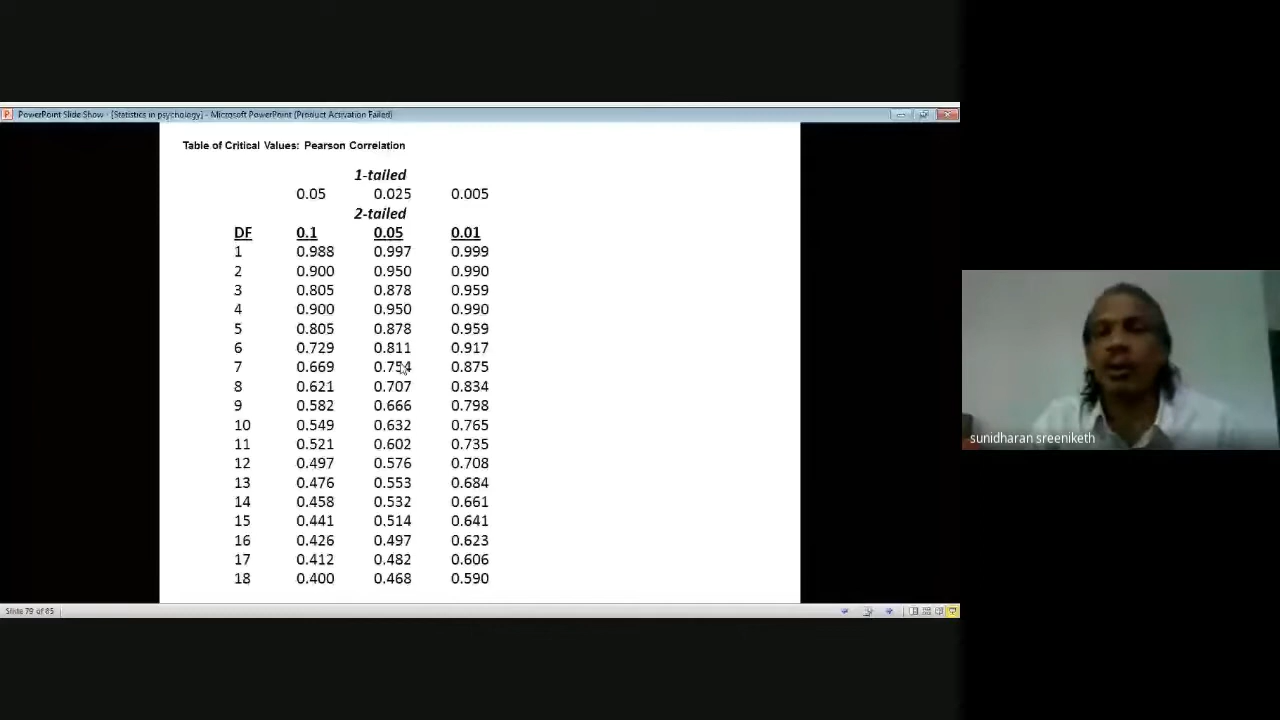 PowerPoint Slide Show - [Statistics in psychology] - Microsoft PowerPoint (Product Activation Failed)
Table of Critical Values: Pearson Correlation
1-tailed
0.05 0.025 0.005
2-tailed
DF 0.1 0.05 0.01
1 0.988 0.997 0.999
2 0.900 0.950 0.990
3 0.805 0.878 0.959
4 0.900 0.950 0.990
5 0.805 0.878 0.959
6 0.729 0.811 0.917
7 0.669 0.754 0.875
8 0.621 0.707 0.834
9 0.582 0.666 0.798
10 0.549 0.632 0.765
11 0.521 0.602 0.735
12 0.497 0.576 0.708
13 0.476 0.553 0.684
14 0.458 0.532 0.661
15 0.441 0.514 0.641
16 0.426 0.497 0.623
17 0.412 0.482 0.606
18 0.400 0.468 0.590
Slide 79 of 85
sunidharan sreeniketh